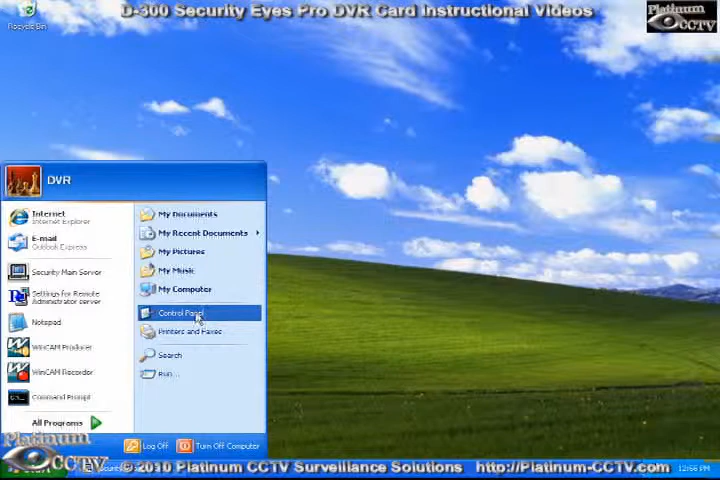 D-300 Security Eyes Pro DVR Card Instructional Videos
Platinum
CCTV
Recycle Bin
DVR
Internet
Internet Explorer
E-mail
Outlook Express
Security Main Server
Settings for Remote
Administrator server
Notepad
WinCAM Producer
WinCAM Recorder
Command Prompt
All Programs
My Documents
My Recent Documents
My Pictures
My Music
My Computer
Control Panel
Printers and Faxes
Search
Run...
Log Off
Turn Off Computer
Platinum
CCTV
© 2010 Platinum CCTV Surveillance Solutions http://Platinum-CCTV.com
12:56 PM